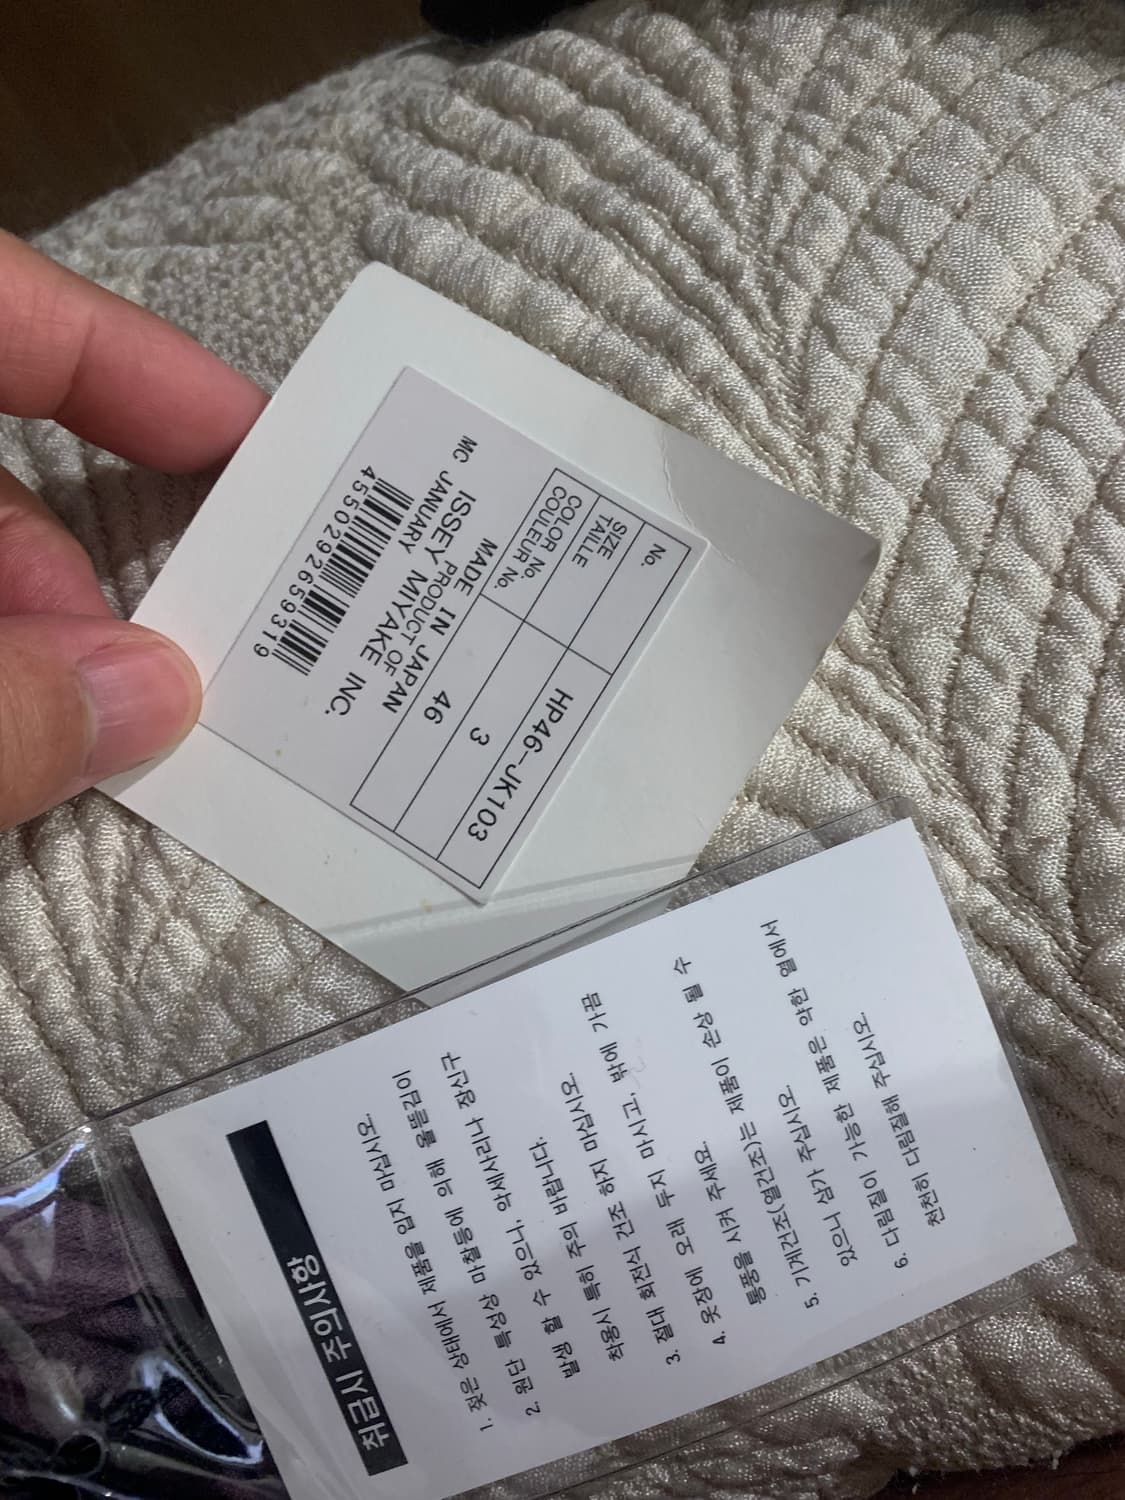 No.
HP46-JK103
SIZE
TAILLE
3
COLOR No.
COULEUR No.
46
MADE IN JAPAN
PRODUCT OF
ISSEY MIYAKE INC.
MC JANUARY
4550292659319
취급시 주의사항
1. 젖은 상태에서 제품을 입지 마십시오.
2. 원단 특성상 마찰등에 의해 올뜯김이
발생 할 수 있으니, 악세사리나 장신구
착용시 특히 주의 바랍니다.
3. 절대 회전식 건조 하지 마십시오.
4. 옷장에 오래 두지 마시고, 밖에 가끔
통풍을 시켜 주세요.
5. 기계건조(열건조)는 제품이 손상 될 수
있으니 삼가 주십시오.
6. 다림질이 가능한 제품은 약한 열에서
천천히 다림질해 주십시오.